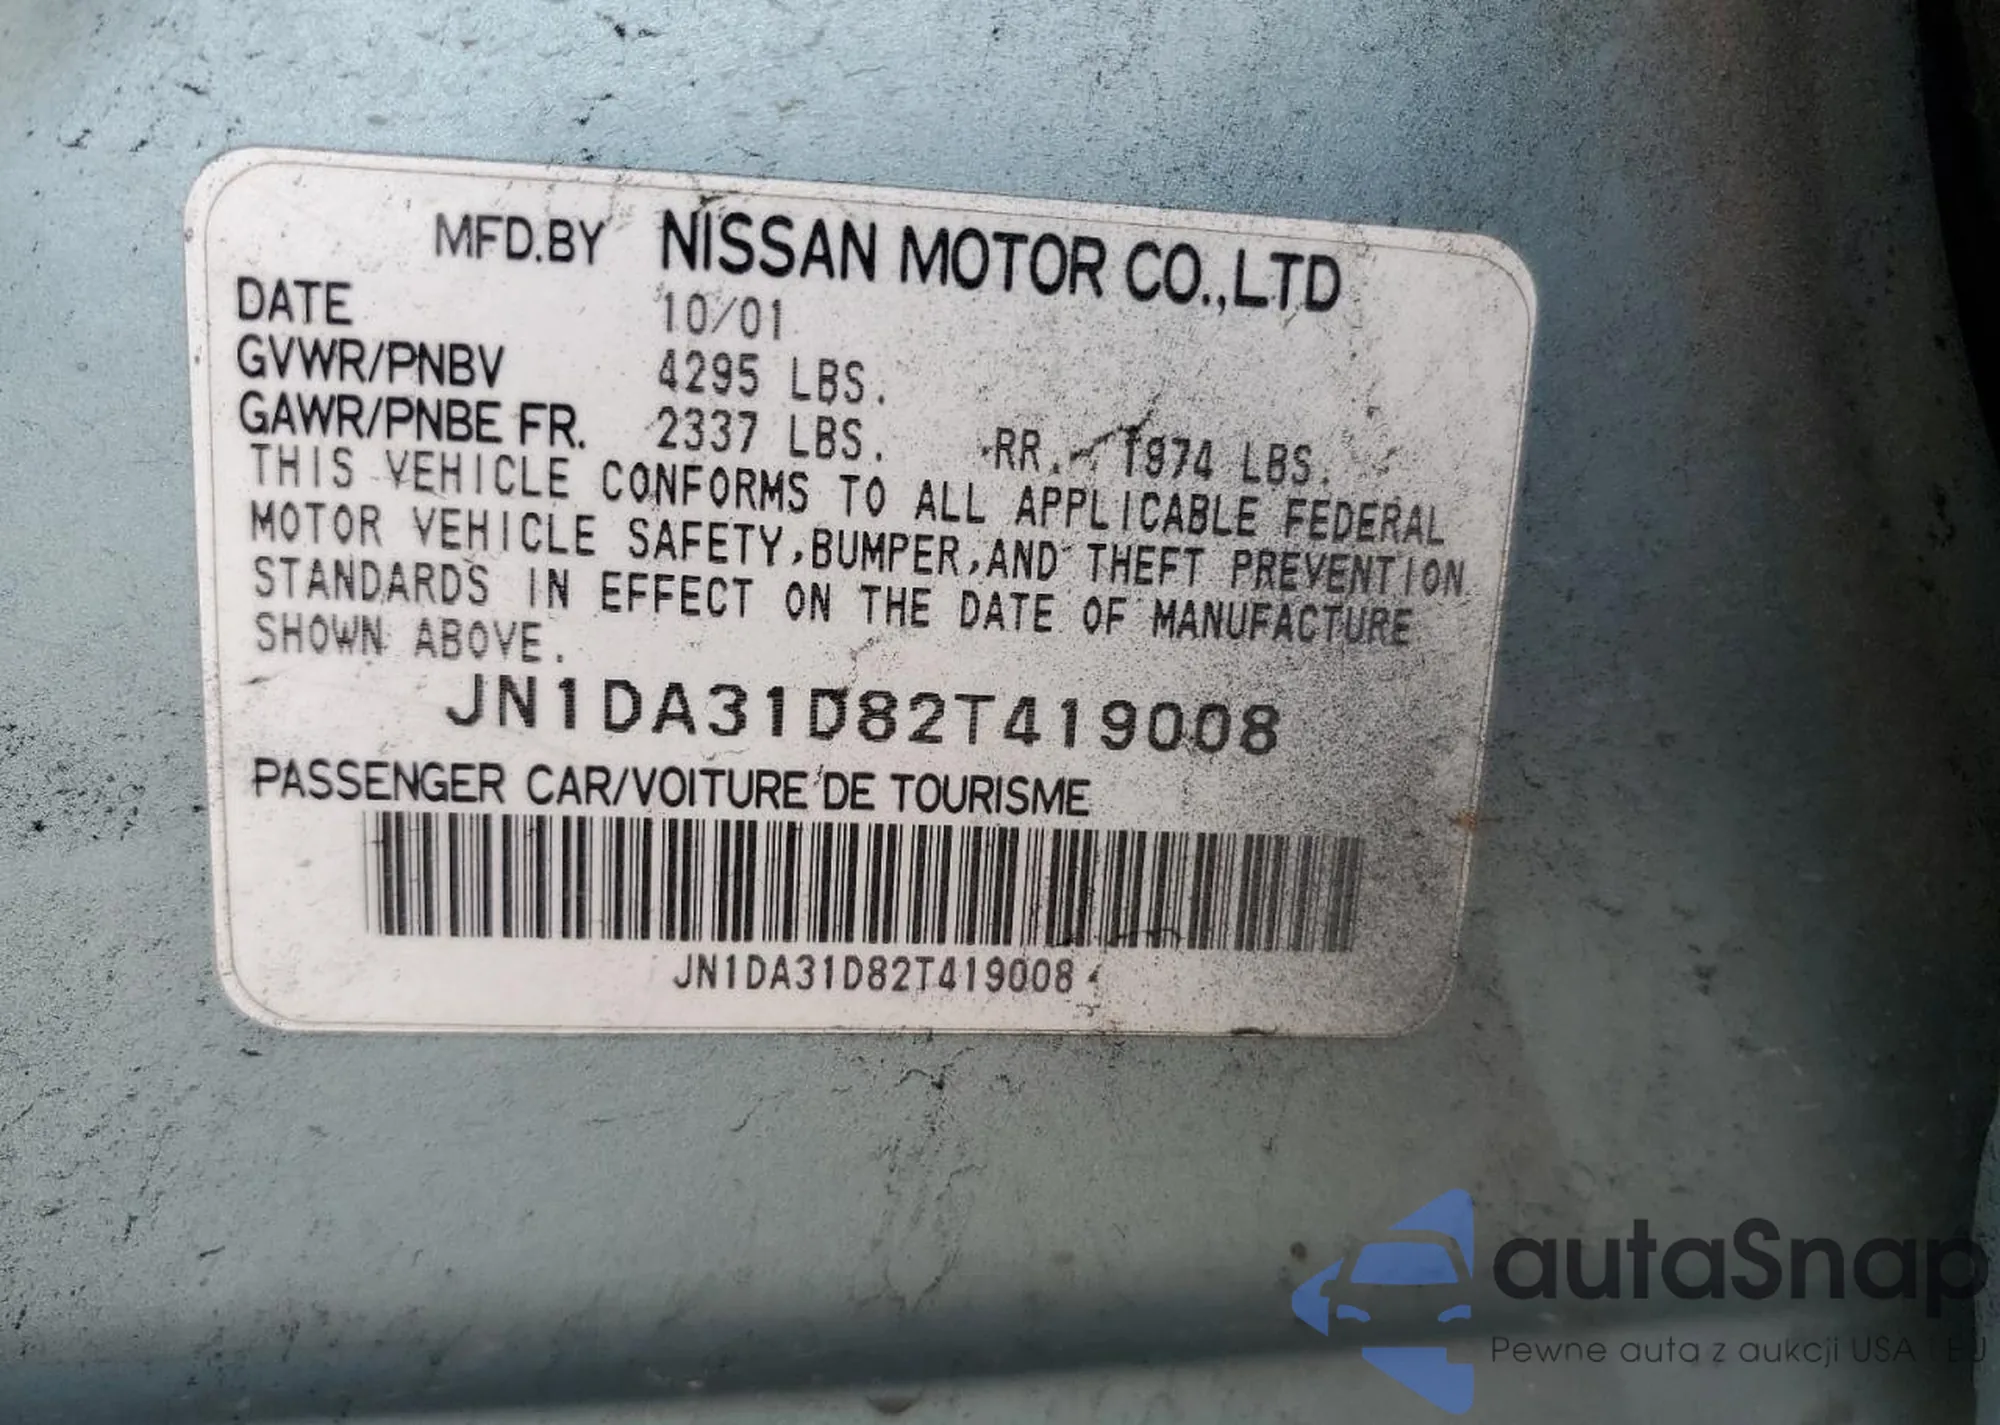 MFD.BY NISSAN MOTOR CO.,LTD
DATE 10/01
GVWR/PNBV 4295 LBS.
GAWR/PNBE FR. 2337 LBS. RR. 1974 LBS.
THIS VEHICLE CONFORMS TO ALL APPLICABLE FEDERAL
MOTOR VEHICLE SAFETY,BUMPER,AND THEFT PREVENTION
STANDARDS IN EFFECT ON THE DATE OF MANUFACTURE
SHOWN ABOVE.
JN1DA31D82T419008
PASSENGER CAR/VOITURE DE TOURISME
JN1DA31D82T419008
autaSnap
Pewne auta z aukcji USA i EU